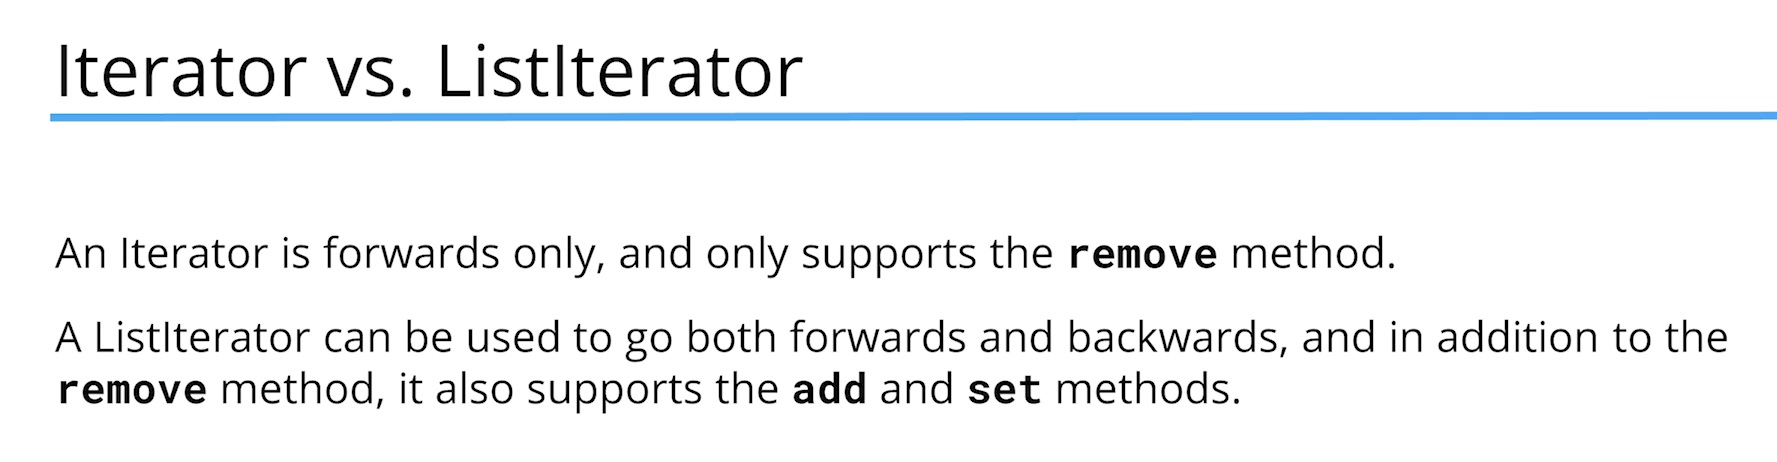 Iterator vs. ListIterator
An Iterator is forwards only, and only supports the remove method.
A ListIterator can be used to go both forwards and backwards, and in addition to the
remove method, it also supports the add and set methods.